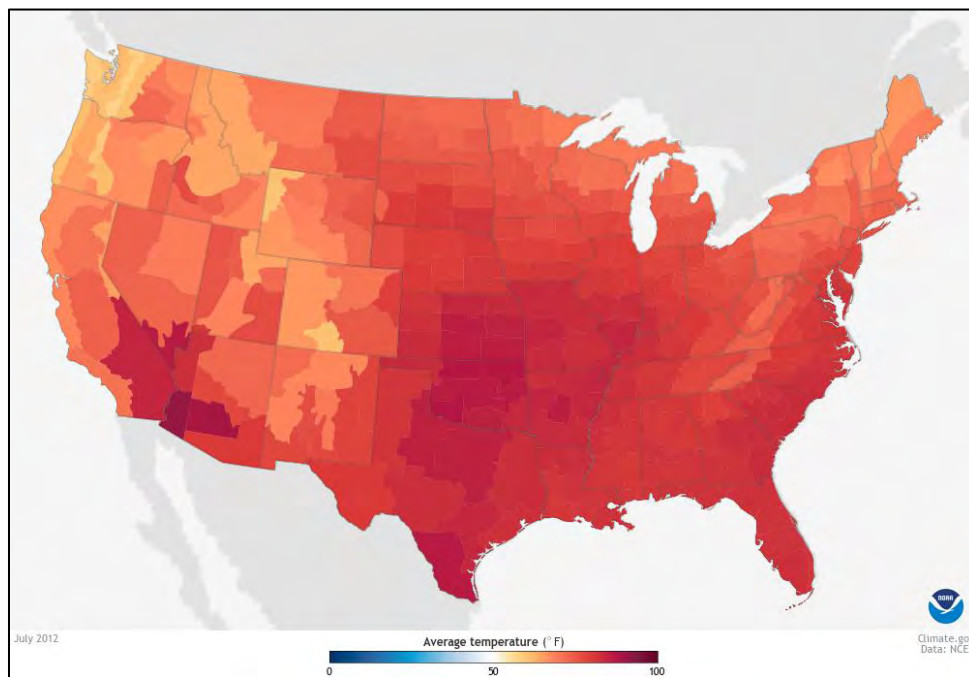 NOAA
July 2012
Average temperature (°F)
Climate.go
Data: NCE
0 50 100